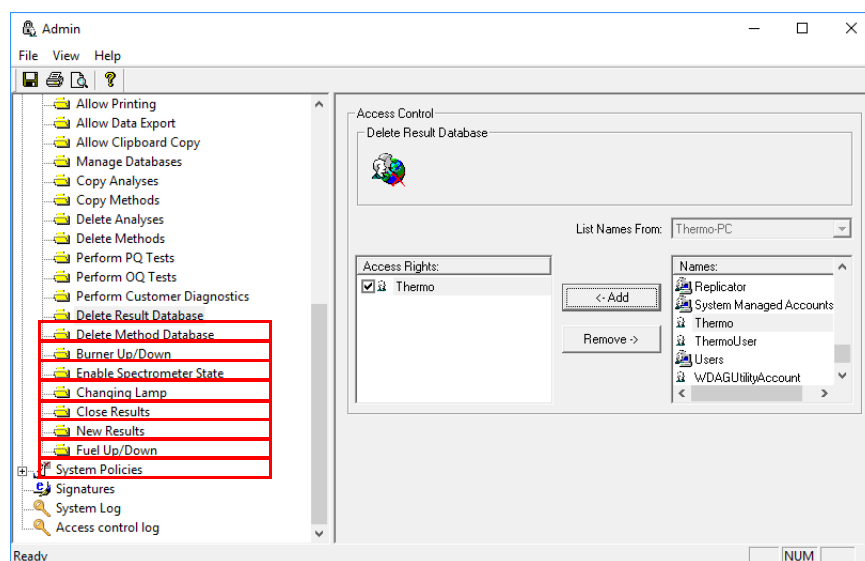 Admin
File View Help
Allow Printing
Allow Data Export
Allow Clipboard Copy
Manage Databases
Copy Analyses
Copy Methods
Delete Analyses
Delete Methods
Perform PQ Tests
Perform OQ Tests
Perform Customer Diagnostics
Delete Result Database
Delete Method Database
Burner Up/Down
Enable Spectrometer State
Changing Lamp
Close Results
New Results
Fuel Up/Down
System Policies
Signatures
System Log
Access control log
Access Control
Delete Result Database
List Names From: Thermo-PC
Access Rights:
Thermo
<- Add
Remove ->
Names:
Replicator
System Managed Accounts
Thermo
ThermoUser
Users
WDAGUtilityAccount
Ready NUM